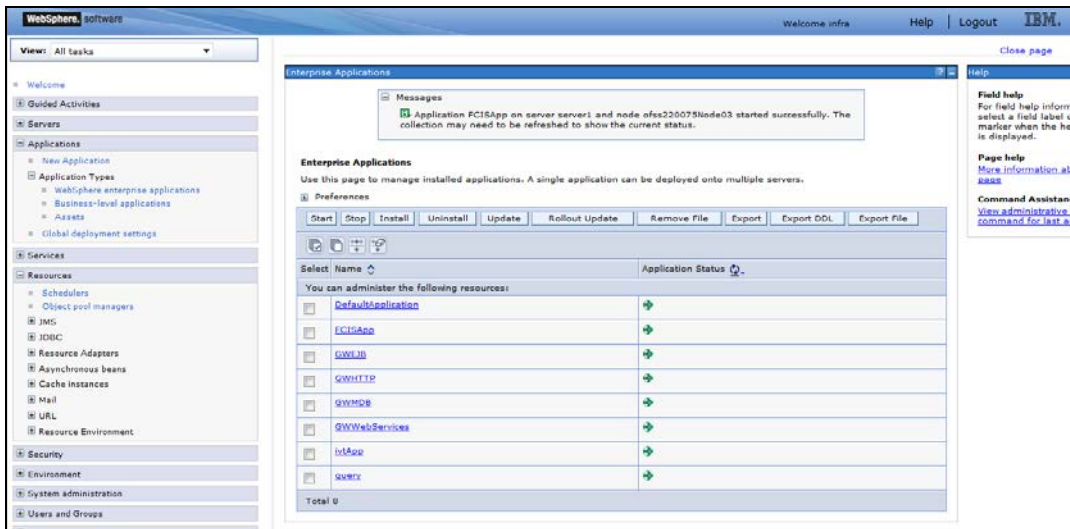 WebSphere. software
Welcome infra
Help | Logout
IBM.
View: All tasks
Close page
Welcome
Guided Activities
Servers
Applications
New Application
Application Types
WebSphere enterprise applications
Business-level applications
Assets
Global deployment settings
Services
Resources
Schedulers
Object pool managers
JMS
JDBC
Resource Adapters
Asynchronous beans
Cache instances
Mail
URL
Resource Environment
Security
Environment
System administration
Users and Groups
Enterprise Applications
Messages
Application FCISApp on server server1 and node ofss220075Node03 started successfully. The
collection may need to be refreshed to show the current status.
Enterprise Applications
Use this page to manage installed applications. A single application can be deployed onto multiple servers.
Preferences
Start Stop Install Uninstall Update Rollout Update Remove File Export Export DDL Export File
Select Name Application Status
You can administer the following resources:
DefaultApplication
FCISApp
GWEJB
GWHTTP
GWMDB
GWWebServices
ivtApp
query
Total 8
Help
Field help
For field help inform
select a field label
marker when the he
is displayed.
Page help
More information ab
page
Command Assistan
View administrative
command for last a